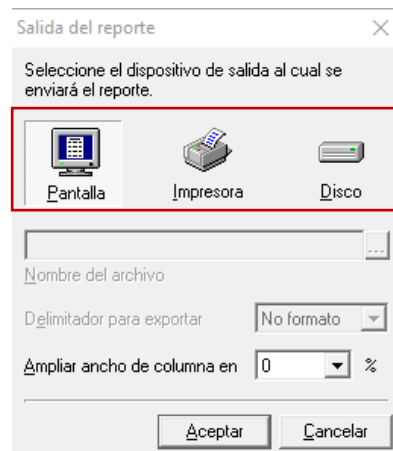 Salida del reporte
Seleccione el dispositivo de salida al cual se
enviará el reporte.
Pantalla Impresora Disco
...
Nombre del archivo
Delimitador para exportar No formato
Ampliar ancho de columna en 0 %
Aceptar Cancelar